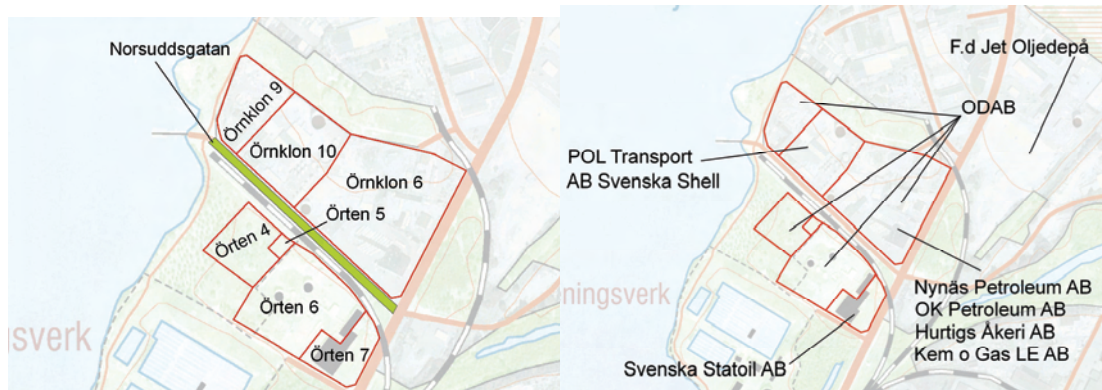 Norsuddsgatan
Örnklon 9
Örnklon 10
Örnklon 6
Örten 5
Örten 4
Örten 6
Örten 7
gsverk
F.d Jet Oljedepå
ODAB
POL Transport
AB Svenska Shell
ningsverk
Nynäs Petroleum AB
OK Petroleum AB
Hurtigs Åkeri AB
Kem o Gas LE AB
Svenska Statoil AB